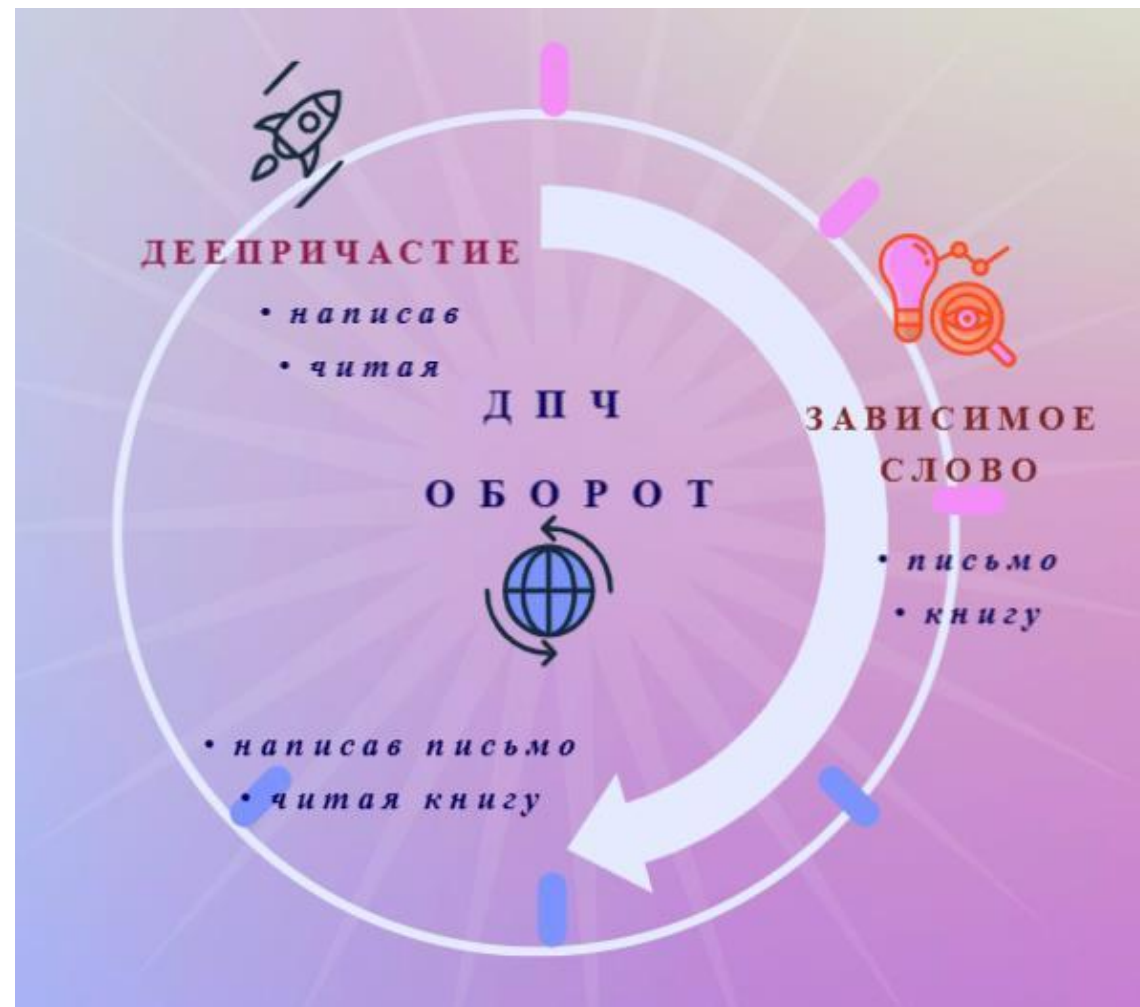 ДЕЕПРИЧАСТИЕ
• написав
• читая
ДПЧ
ОБОРОТ
ЗАВИСИМОЕ
СЛОВО
• письмо
• книгу
• написав письмо
• читая книгу